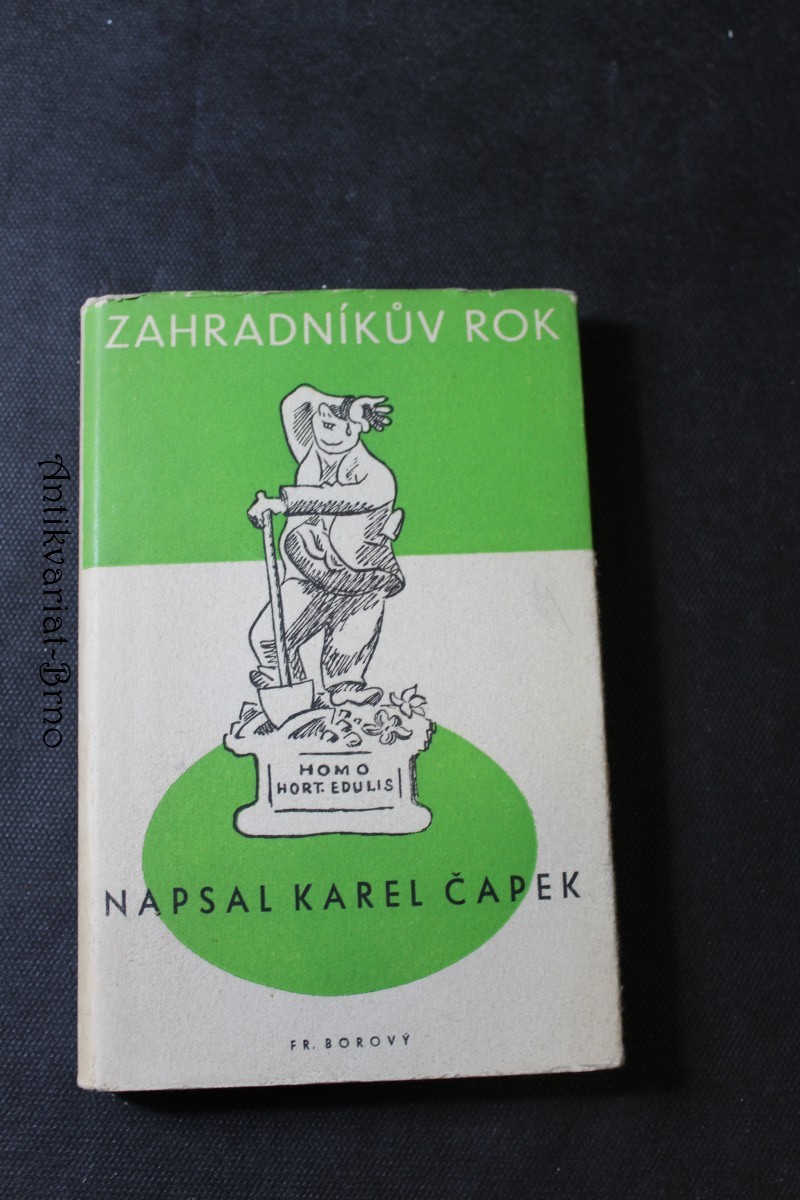 ZAHRADNÍKŮV ROK
HOMO
HORT. EDULIS
NAPSAL KAREL ČAPEK
FR. BOROVÝ
Antikvariat-Brno